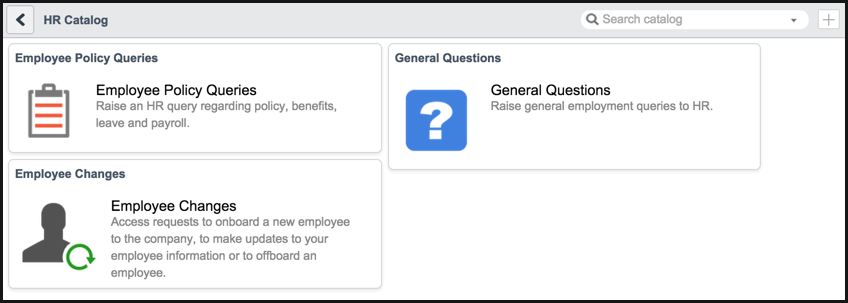 HR Catalog
Search catalog
Employee Policy Queries
Employee Policy Queries
Raise an HR query regarding policy, benefits,
leave and payroll.
General Questions
General Questions
Raise general employment queries to HR.
Employee Changes
Employee Changes
Access requests to onboard a new employee
to the company, to make updates to your
employee information or to offboard an
employee.